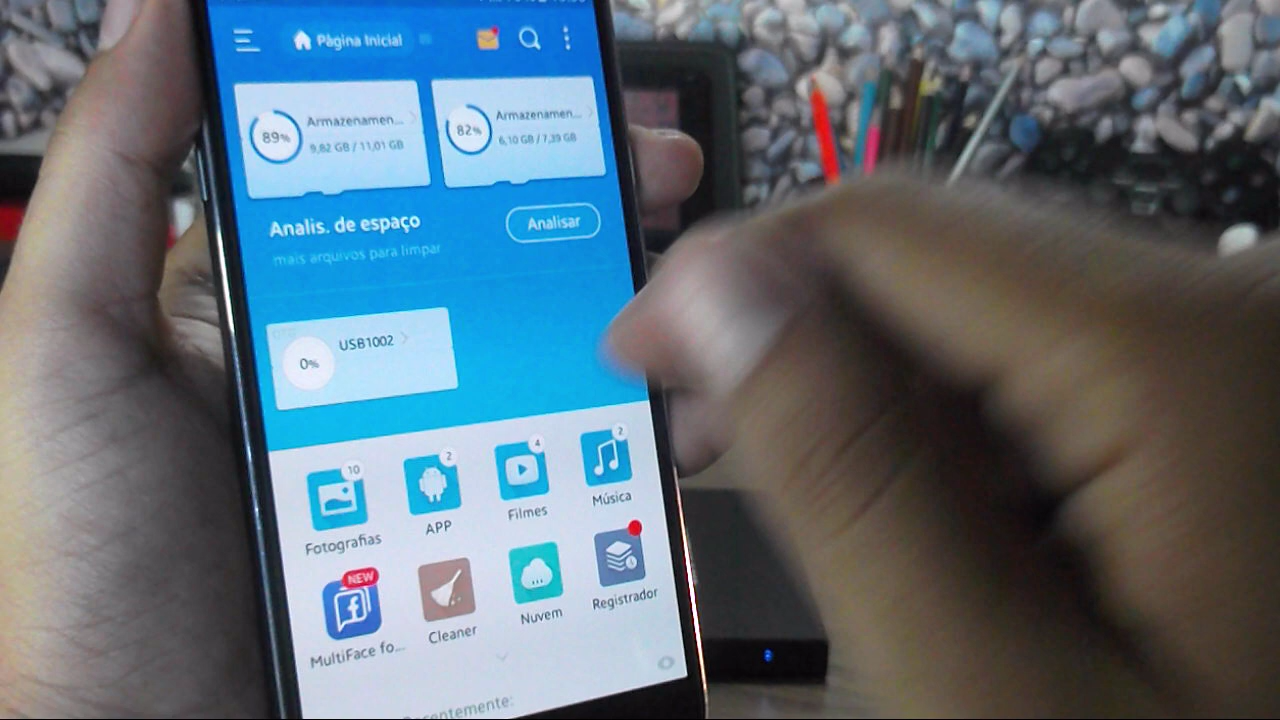 Página Inicial
89%
Armazenamen...
9,82 GB / 11,01 GB
82%
Armazenamen...
6,10 GB / 7,39 GB
Analis. de espaço
Analisar
mais arquivos para limpar
0%
USB1002
10
2
4
2
Fotografias
APP
Filmes
Música
NEW
MultiFace fo...
Cleaner
Nuvem
Registrador